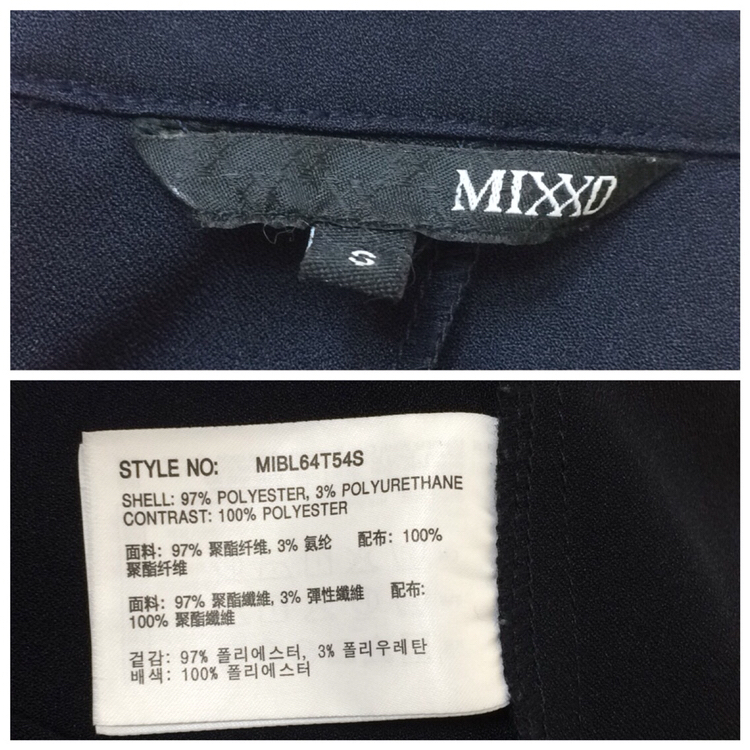 MIXXO
S
STYLE NO: MIBL64T54S
SHELL: 97% POLYESTER, 3% POLYURETHANE
CONTRAST: 100% POLYESTER
面料: 97% 聚酯纤维, 3% 氨纶 配布: 100%
聚酯纤维
面料: 97% 聚酯纖維, 3% 彈性纖維 配布:
100% 聚酯纖維
겉감: 97% 폴리에스터, 3% 폴리우레탄
배색: 100% 폴리에스터